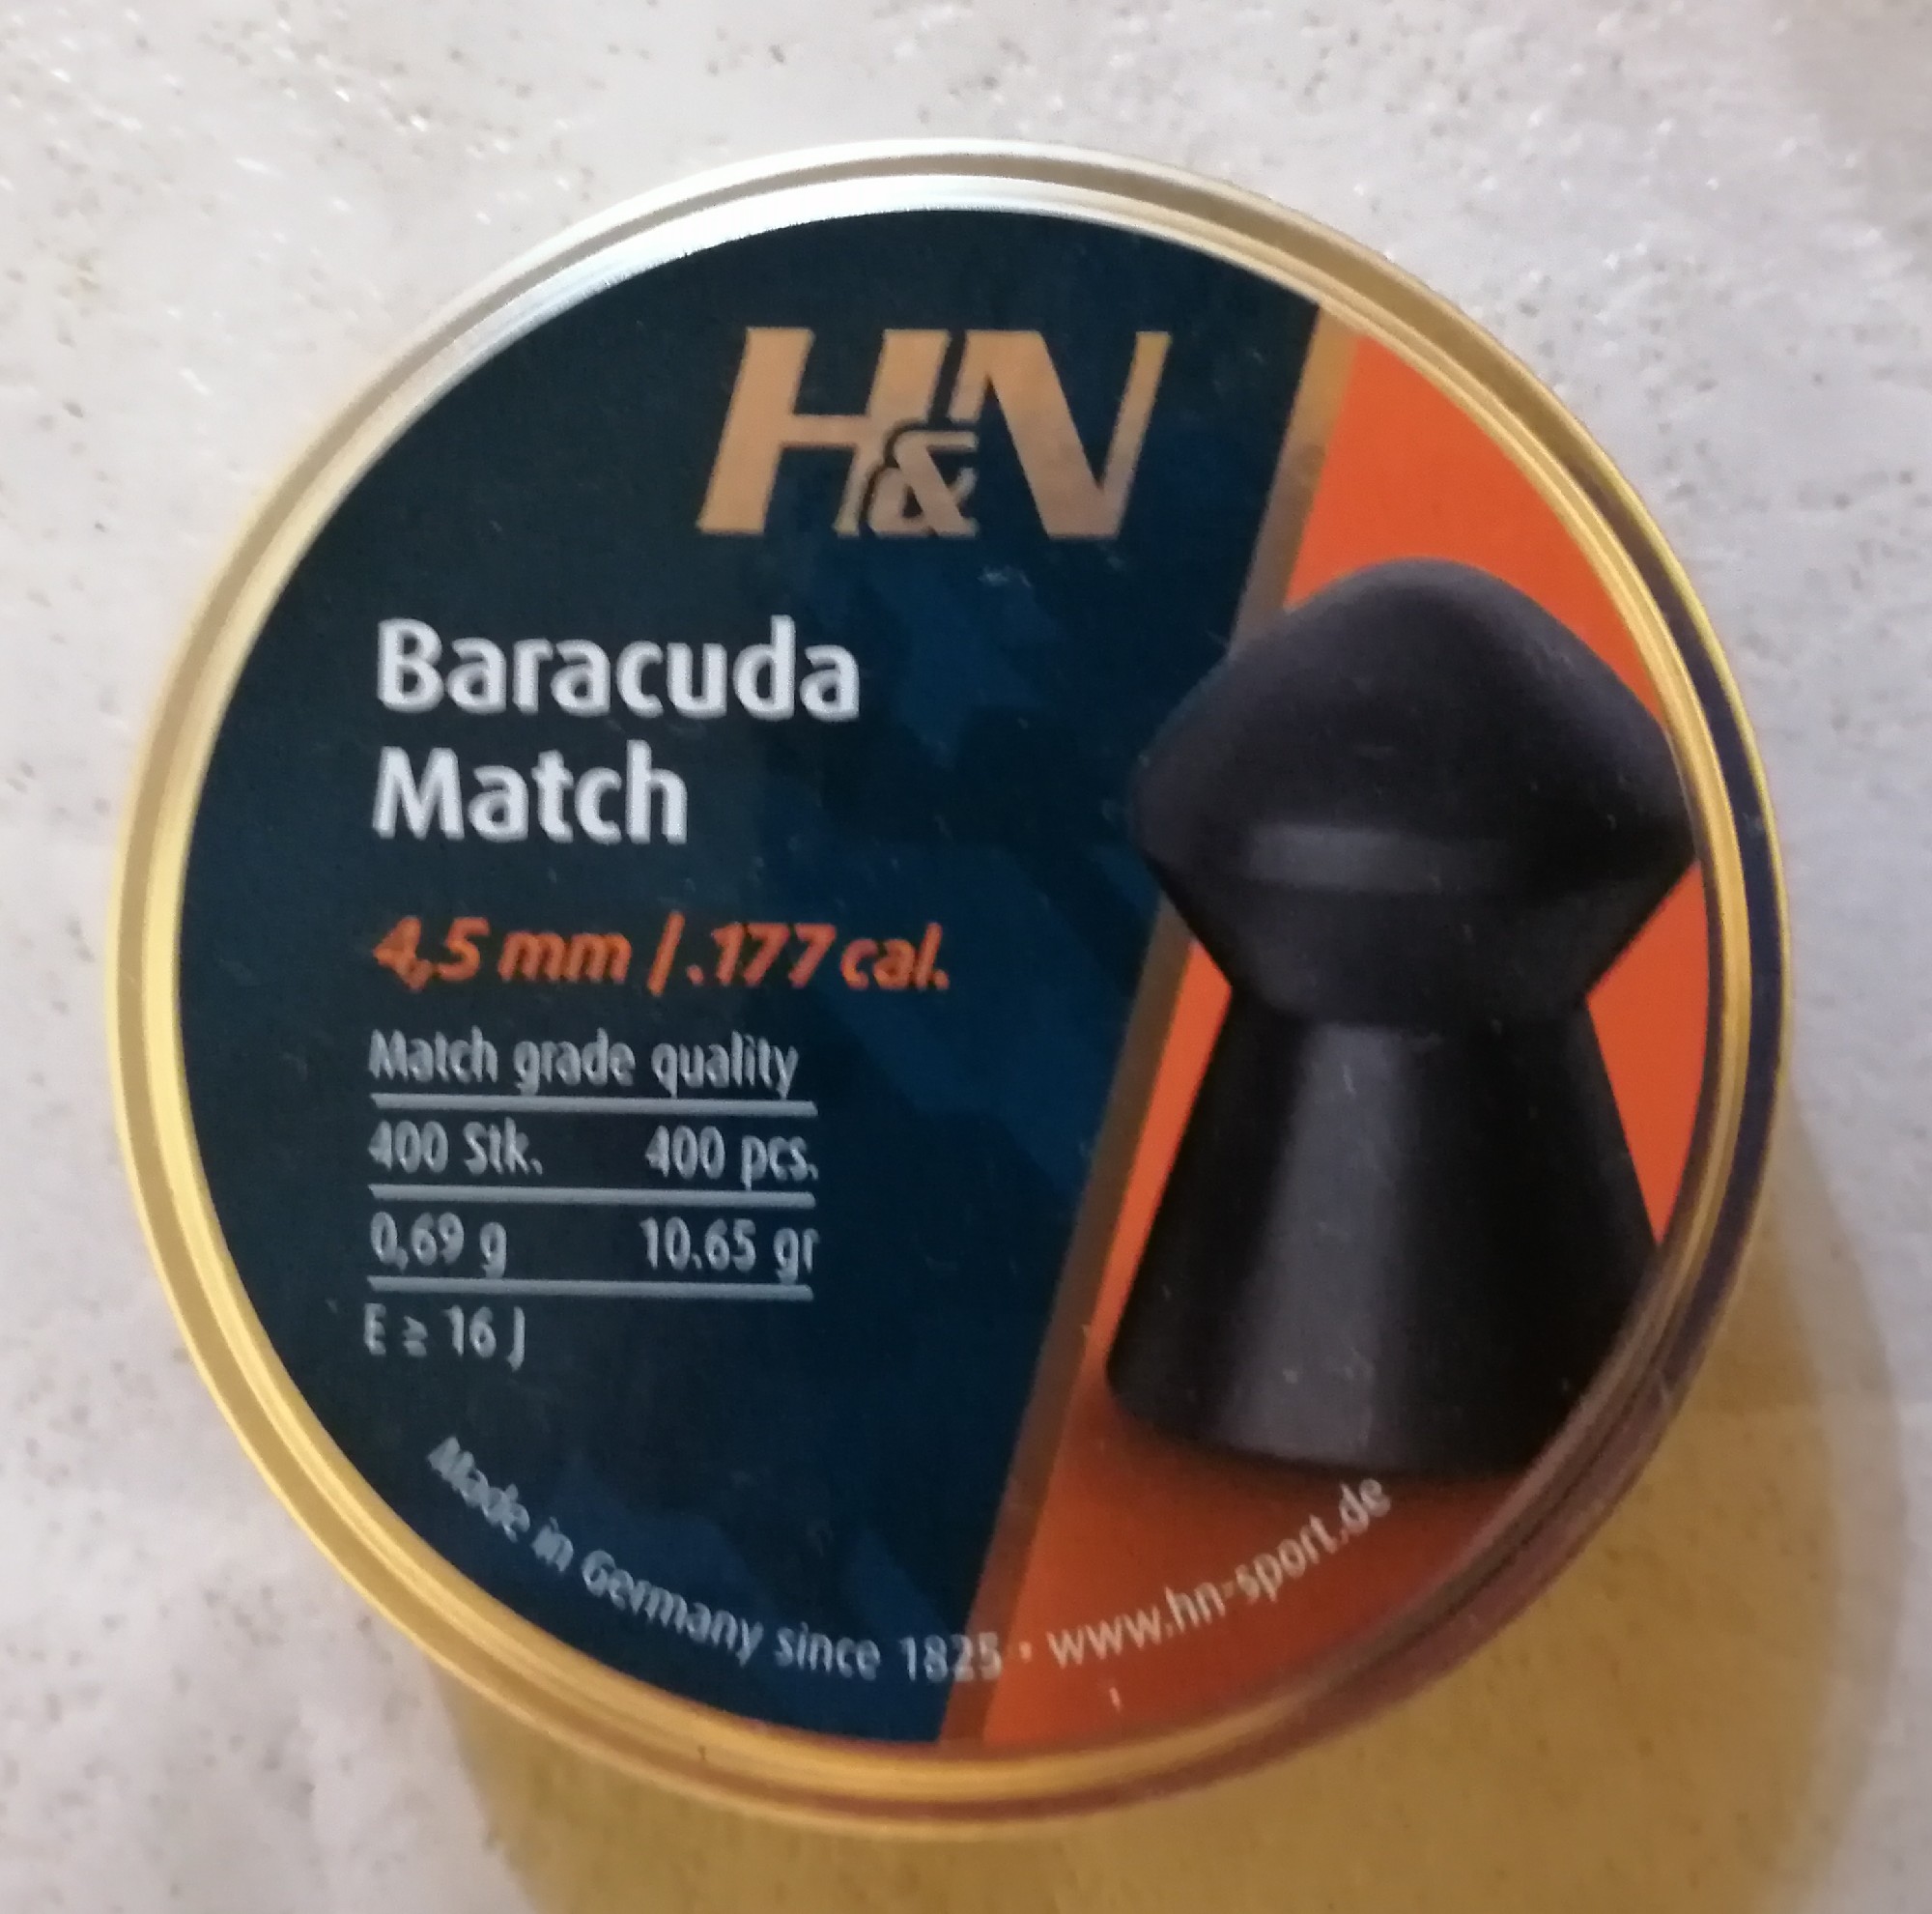 H&N
Baracuda
Match
4,5 mm / .177 cal.
Match grade quality
400 Stk. 400 pcs.
0,69 g 10.65 gr
E ≥ 16 J
Made in Germany since 1825 · www.hn-sport.de